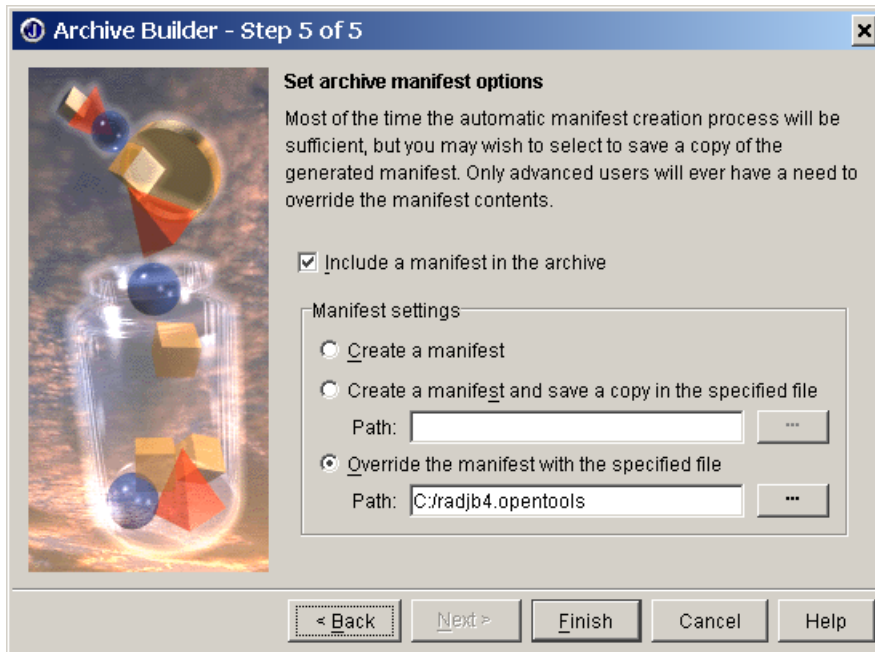 Archive Builder - Step 5 of 5
Set archive manifest options
Most of the time the automatic manifest creation process will be
sufficient, but you may wish to select to save a copy of the
generated manifest. Only advanced users will ever have a need to
override the manifest contents.
Include a manifest in the archive
Manifest settings
Create a manifest
Create a manifest and save a copy in the specified file
Path:
...
Override the manifest with the specified file
Path: C:/radjb4.opentools
...
< Back Next > Finish Cancel Help